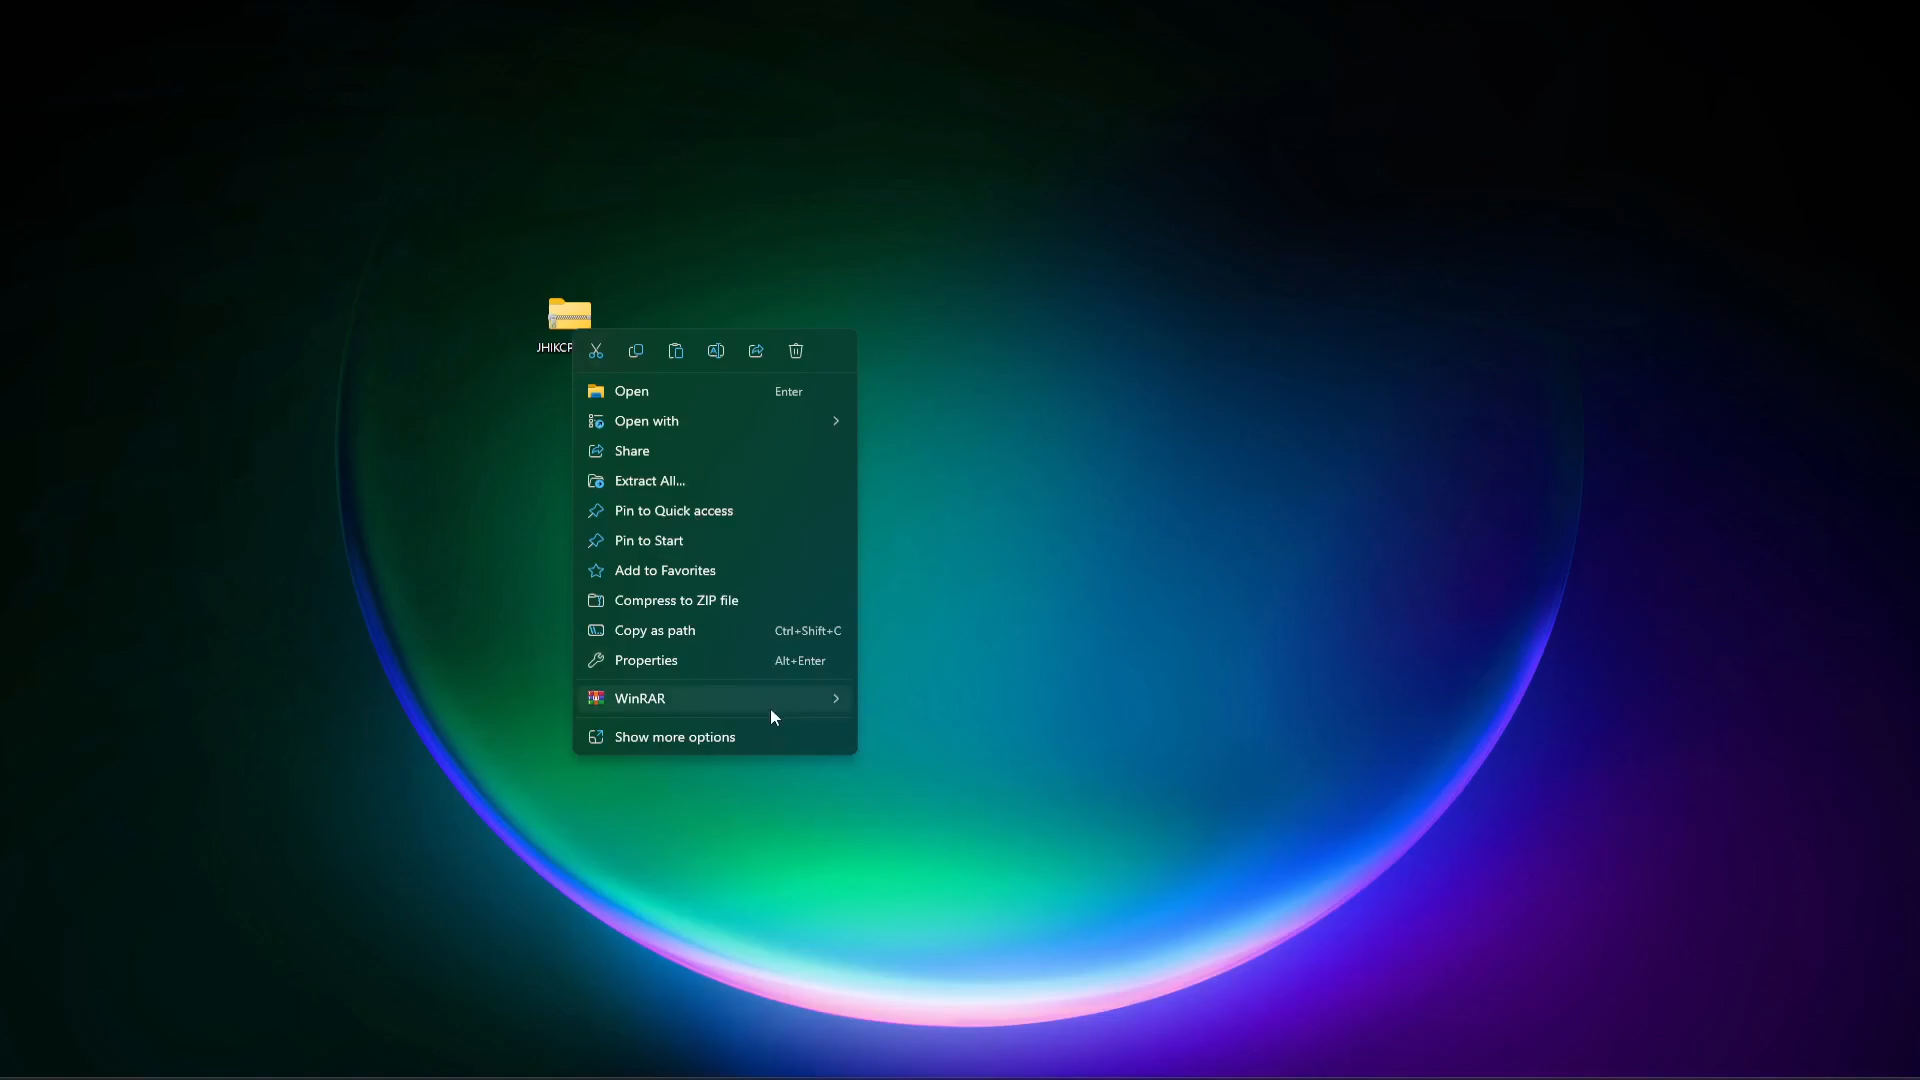 JHIKCP
Open Enter
Open with
Share
Extract All...
Pin to Quick access
Pin to Start
Add to Favorites
Compress to ZIP file
Copy as path Ctrl+Shift+C
Properties Alt+Enter
WinRAR
Show more options